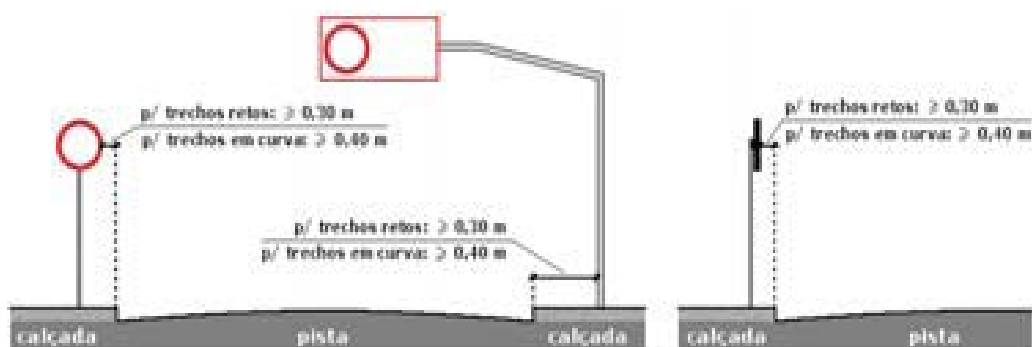 p/ trechos retos: ≥ 0,30 m
p/ trechos em curva: ≥ 0,40 m
p/ trechos retos: ≥ 0,30 m
p/ trechos em curva: ≥ 0,40 m
p/ trechos retos: ≥ 0,30 m
p/ trechos em curva: ≥ 0,40 m
calçada pista calçada
calçada pista